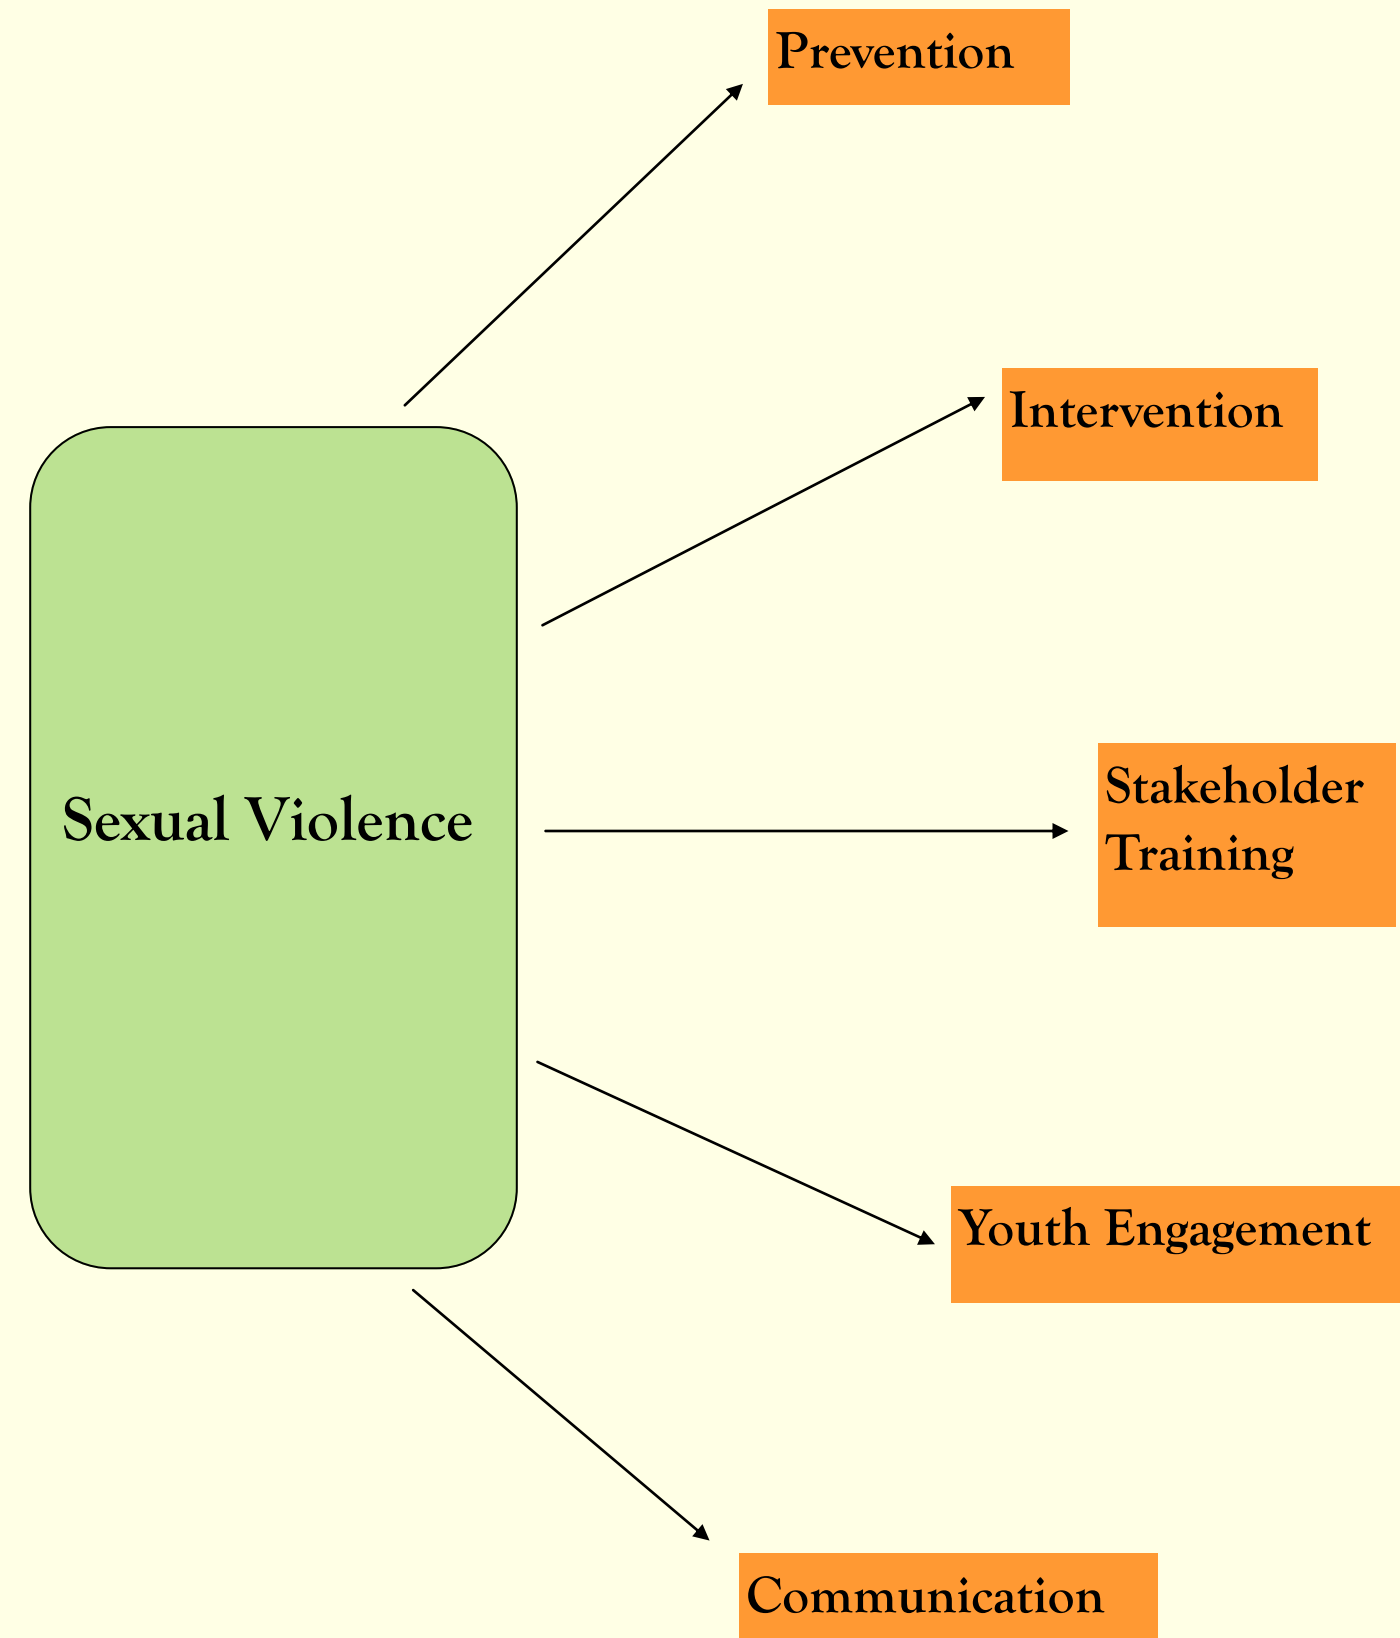 Prevention
Intervention
Sexual Violence
Stakeholder
Training
Youth Engagement
Communication